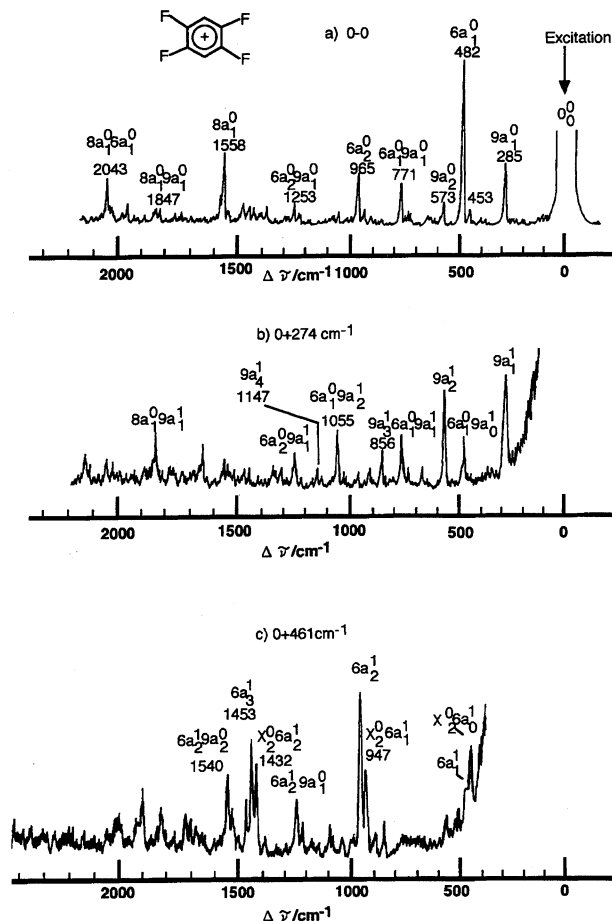 F F
F F
+
a) 0-0
Excitation
6a⁰₁
482
0⁰₀
8a⁰₁
1558
8a⁰₁6a⁰₁
2043
8a⁰₁9a⁰₁
1847
6a⁰₂9a⁰₁
1253
6a⁰₂
965
6a⁰₁9a⁰₁
771
9a⁰₂
573
453
9a⁰₁
285
2000 1500 1000 500 0
Δ ν̃/cm⁻¹
b) 0+274 cm⁻¹
8a⁰₁9a¹₁
6a⁰₂9a¹₁
9a¹₄
1147
6a⁰₁9a¹₂
1055
9a¹₃
856
6a⁰₁9a¹₁
9a¹₂
6a⁰₁9a¹₀
9a¹₁
2000 1500 1000 500 0
Δ ν̃/cm⁻¹
c) 0+461cm⁻¹
6a¹₂9a⁰₂
1540
6a¹₃
1453
X⁰₂6a¹₂
1432
6a¹₂9a⁰₁
6a¹₂
X⁰₂6a¹₁
947
6a¹₁
X⁰₂6a¹₀
2000 1500 1000 500 0
Δ ν̃/cm⁻¹